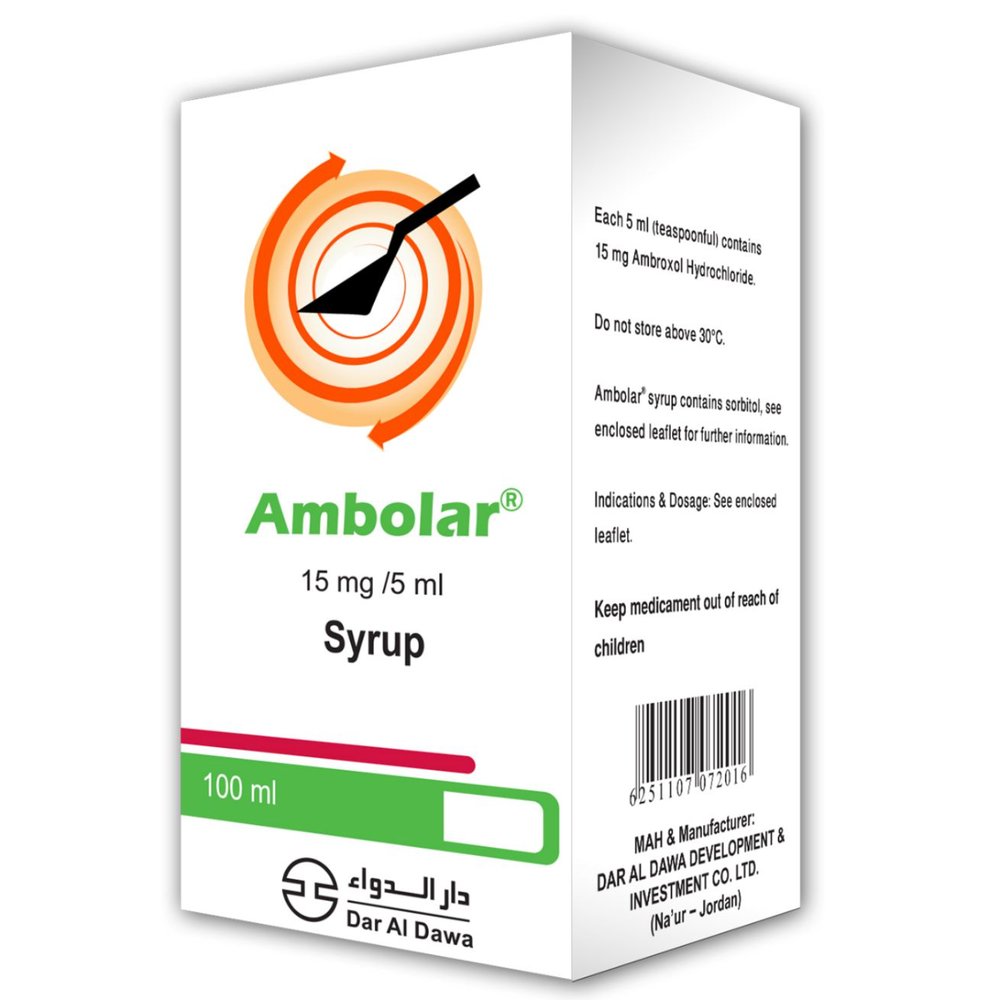 Ambolar®
15 mg /5 ml
Syrup
100 ml
دار الـدواء
Dar Al Dawa
Each 5 ml (teaspoonful) contains
15 mg Ambroxol Hydrochloride.
Do not store above 30°C.
Ambolar® syrup contains sorbitol, see
enclosed leaflet for further information.
Indications & Dosage: See enclosed
leaflet.
Keep medicament out of reach of
children
6251107 072016
MAH & Manufacturer:
DAR AL DAWA DEVELOPMENT &
INVESTMENT CO. LTD.
(Na'ur – Jordan)